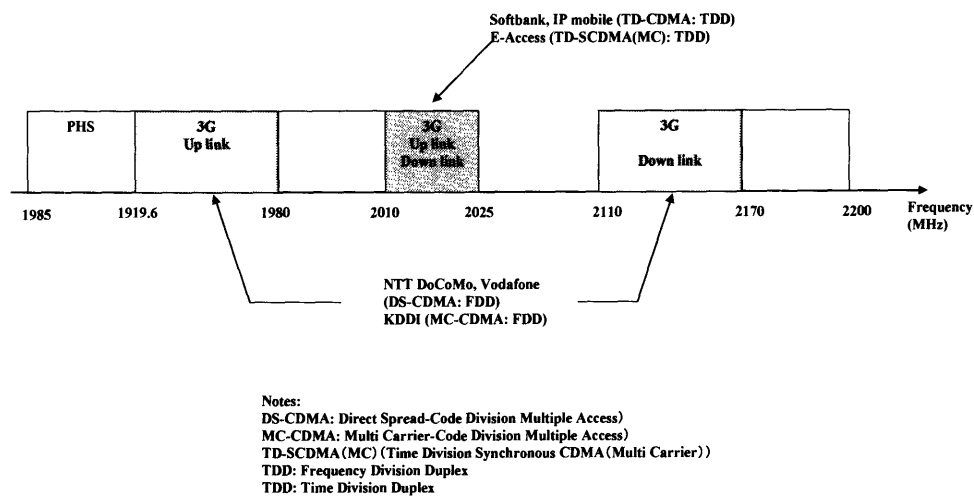 Softbank, IP mobile (TD-CDMA: TDD)
E-Access (TD-SCDMA(MC): TDD)
PHS
3G
Up link
3G
Up link
Down link
3G
Down link
1985
1919.6
1980
2010
2025
2110
2170
2200
Frequency
(MHz)
NTT DoCoMo, Vodafone
(DS-CDMA: FDD)
KDDI (MC-CDMA: FDD)
Notes:
DS-CDMA: Direct Spread-Code Division Multiple Access)
MC-CDMA: Multi Carrier-Code Division Multiple Access)
TD-SCDMA(MC) (Time Division Synchronous CDMA(Multi Carrier))
TDD: Frequency Division Duplex
TDD: Time Division Duplex